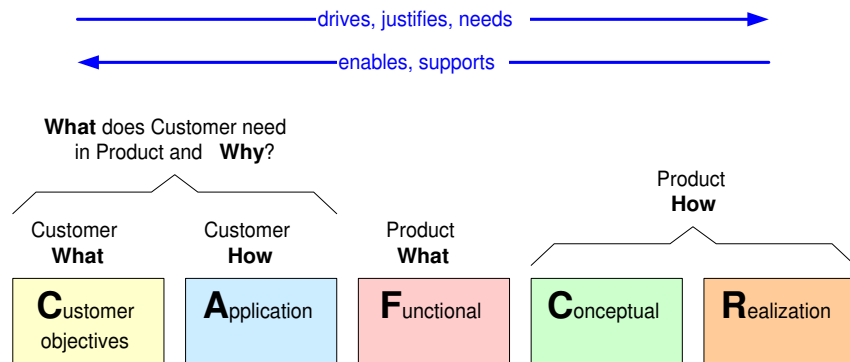 drives, justifies, needs
enables, supports
What does Customer need
in Product and Why?
Product
How
Customer
What
Customer
How
Product
What
Customer
objectives
Application
Functional
Conceptual
Realization